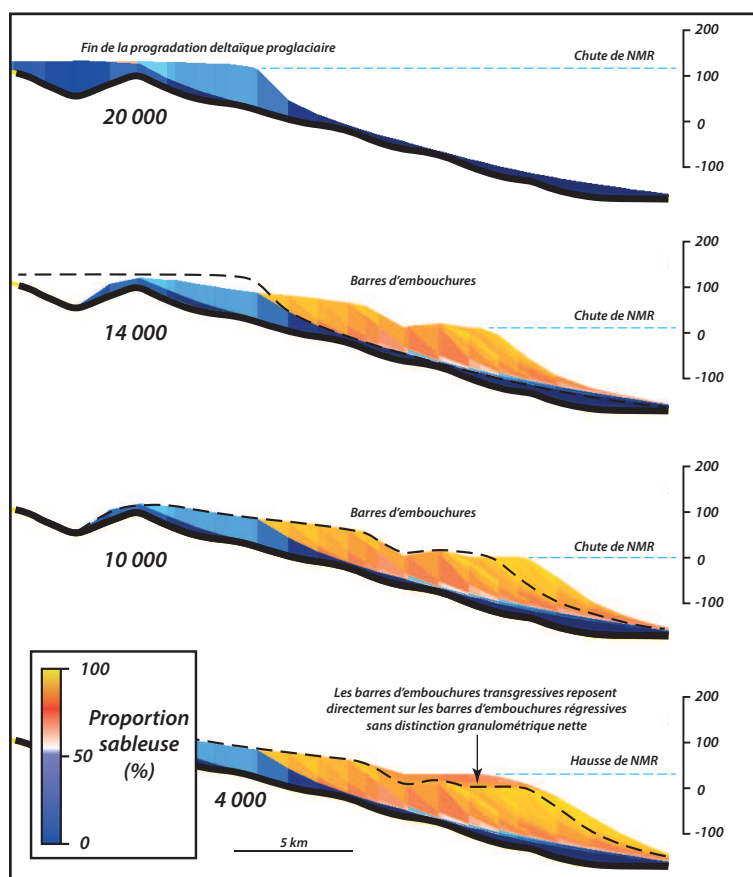 Fin de la progradation deltaïque proglaciaire
Chute de NMR
200
100
0
-100
20 000
Barres d'embouchures
Chute de NMR
200
100
0
-100
14 000
Barres d'embouchures
Chute de NMR
200
100
0
-100
10 000
Les barres d'embouchures transgressives reposent
directement sur les barres d'embouchures régressives
sans distinction granulométrique nette
Hausse de NMR
200
100
0
-100
4 000
5 km
100
50
0
Proportion
sableuse
(%)